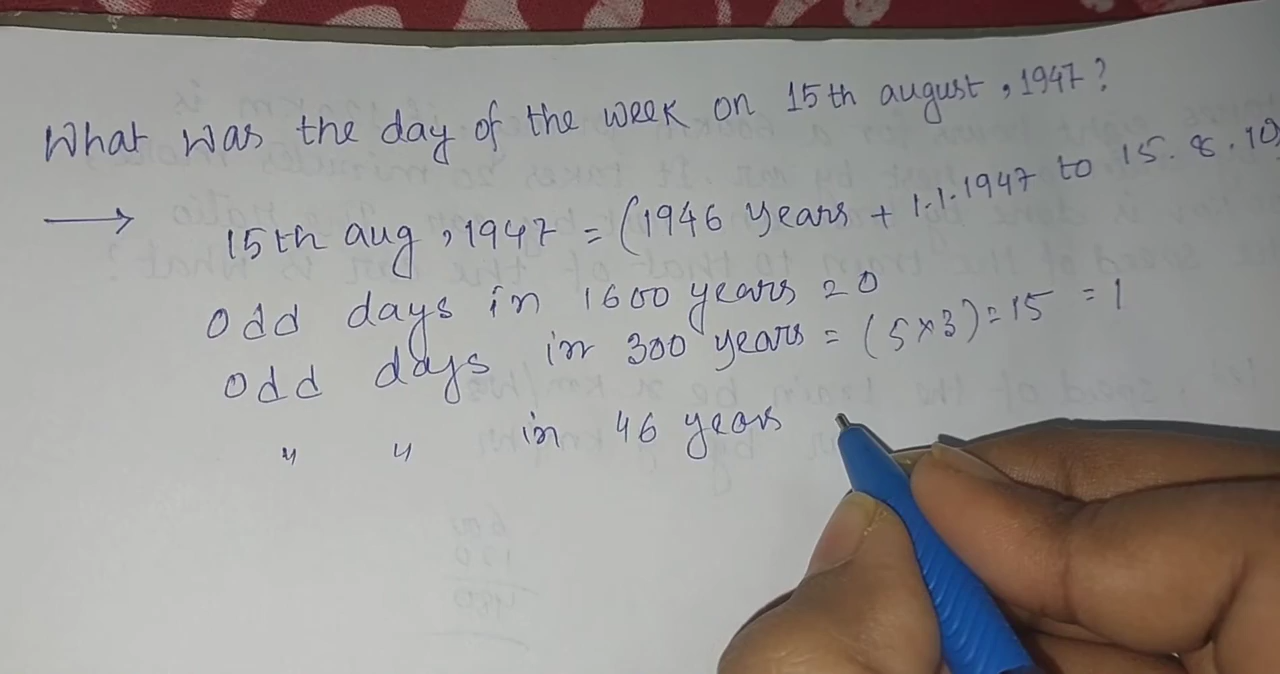 What was the day of the week on 15th august, 1947?
→ 15th aug, 1947 = (1946 years + 1.1.1947 to 15.8.19
odd days in 1600 years = 0
odd days in 300 years = (5×3) = 15 = 1
" " in 46 years